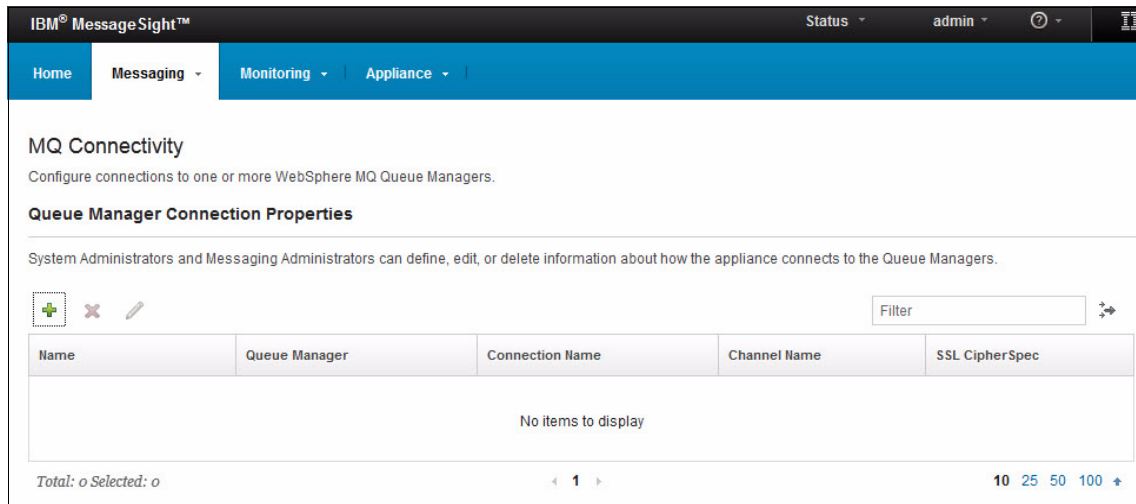 IBM® MessageSight™ Status admin ?
Home Messaging Monitoring Appliance
MQ Connectivity
Configure connections to one or more WebSphere MQ Queue Managers.
Queue Manager Connection Properties
System Administrators and Messaging Administrators can define, edit, or delete information about how the appliance connects to the Queue Managers.
Filter
Name Queue Manager Connection Name Channel Name SSL CipherSpec
No items to display
Total: 0 Selected: 0 1 10 25 50 100